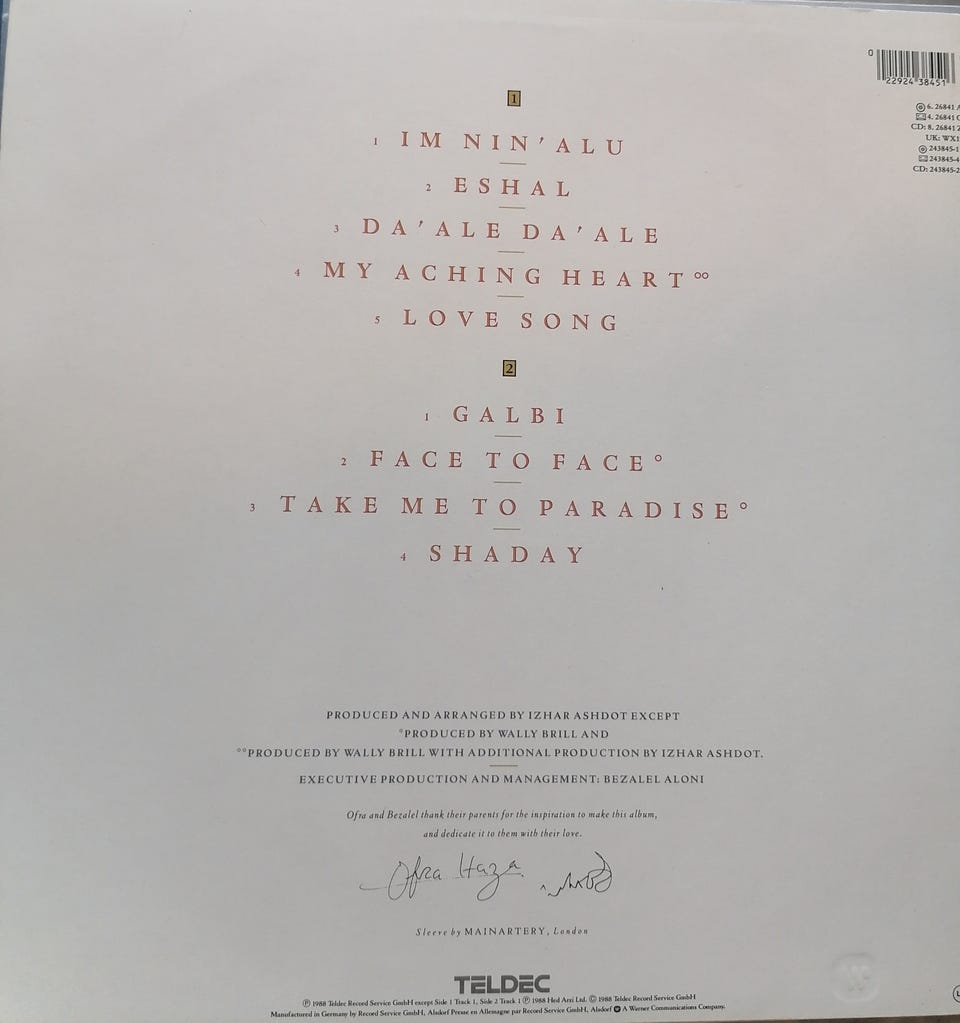 0
22924 38451
6. 26841 A
4. 26841
CD: 8. 26841
UK: WX
243845-1
243845-4
CD: 243845-2
1
1 IM NIN'ALU
2 ESHAL
3 DA'ALE DA'ALE
4 MY ACHING HEART°°
5 LOVE SONG
2
1 GALBI
2 FACE TO FACE°
3 TAKE ME TO PARADISE°
4 SHADAY
PRODUCED AND ARRANGED BY IZHAR ASHDOT EXCEPT
°PRODUCED BY WALLY BRILL AND
°°PRODUCED BY WALLY BRILL WITH ADDITIONAL PRODUCTION BY IZHAR ASHDOT.
EXECUTIVE PRODUCTION AND MANAGEMENT: BEZALEL ALONI
Ofra and Bezalel thank their parents for the inspiration to make this album,
and dedicate it to them with their love.
Ofra Haza
Sleeve by MAINARTERY, London
TELDEC
℗ 1988 Teldec Record Service GmbH except Side 1 Track 1, Side 2 Track 1 ℗ 1988 Hed Arzi Ltd. © 1988 Teldec Record Service GmbH
Manufactured in Germany by Record Service GmbH, Alsdorf Presse en Allemagne par Record Service GmbH, Alsdorf A Warner Communications Company.